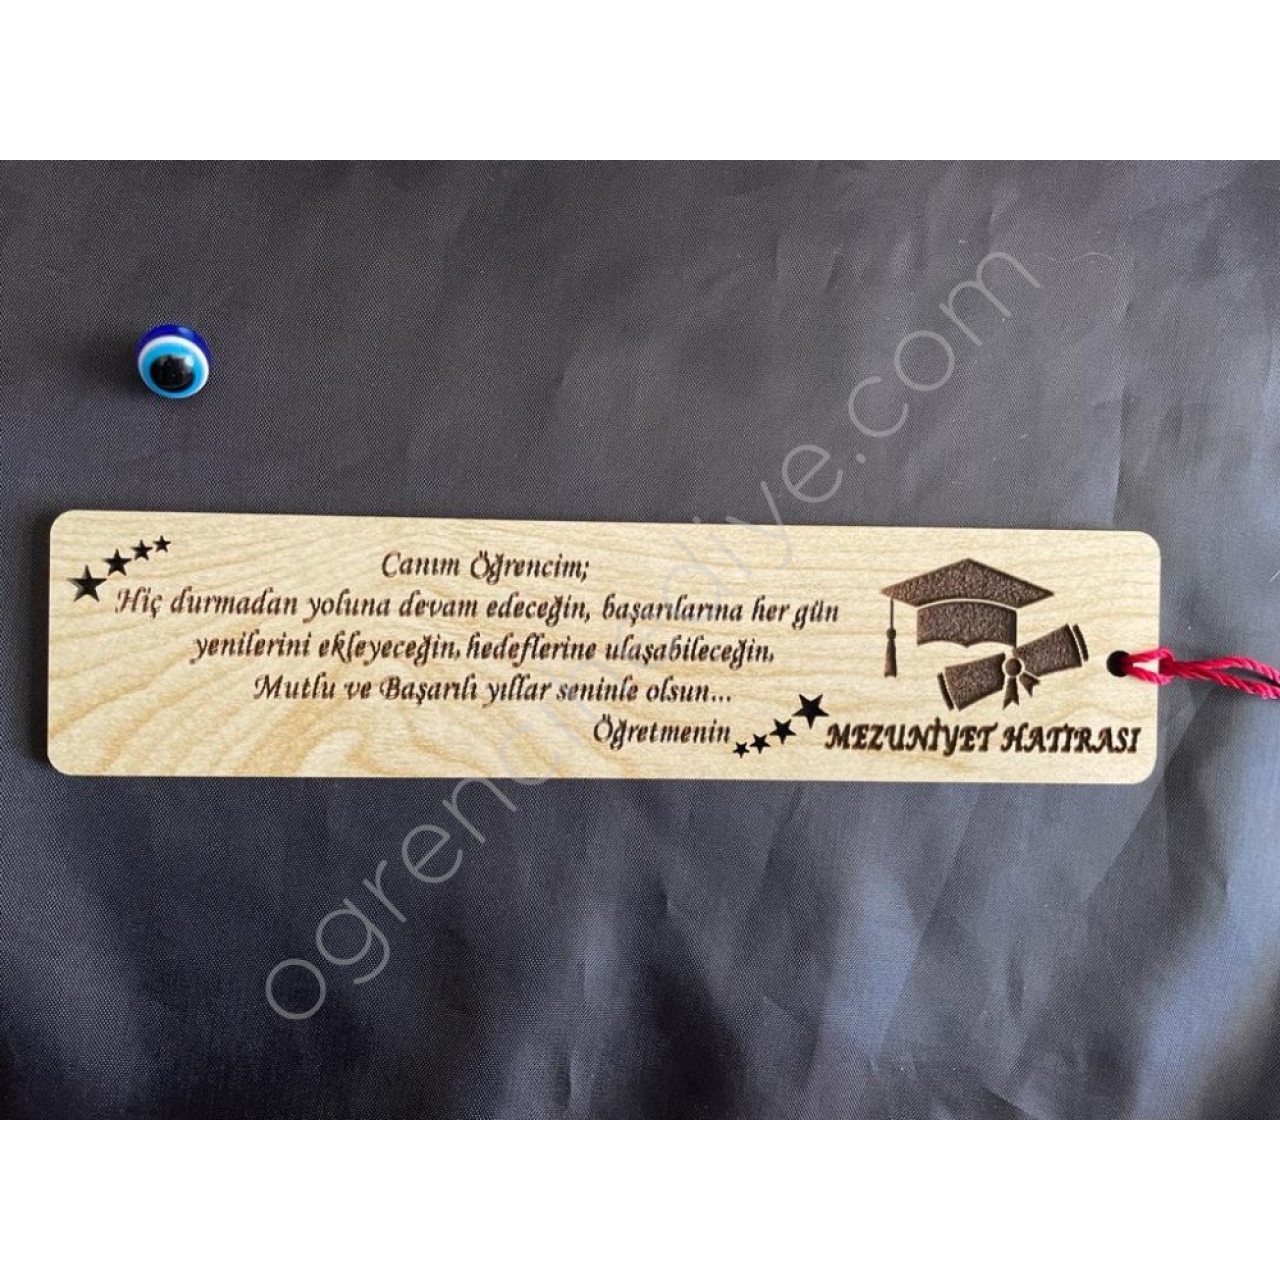 Canım Öğrencim;
Hiç durmadan yoluna devam edeceğin, başarılarına her gün
yenilerini ekleyeceğin, hedeflerine ulaşabileceğin,
Mutlu ve Başarılı yıllar seninle olsun...
Öğretmenin
MEZUNİYET HATIRASI